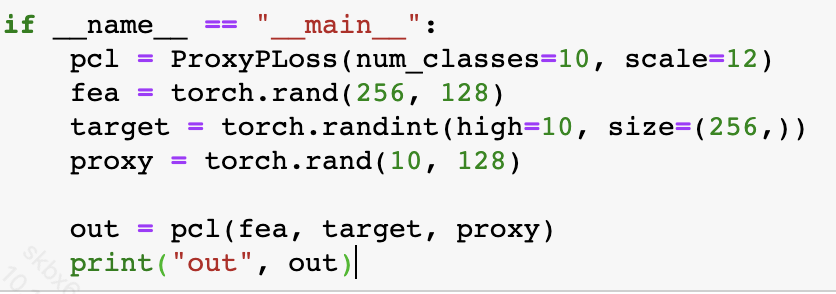 if __name__ == "__main__":
    pcl = ProxyPLoss(num_classes=10, scale=12)
    fea = torch.rand(256, 128)
    target = torch.randint(high=10, size=(256,))
    proxy = torch.rand(10, 128)

    out = pcl(fea, target, proxy)
    print("out", out)